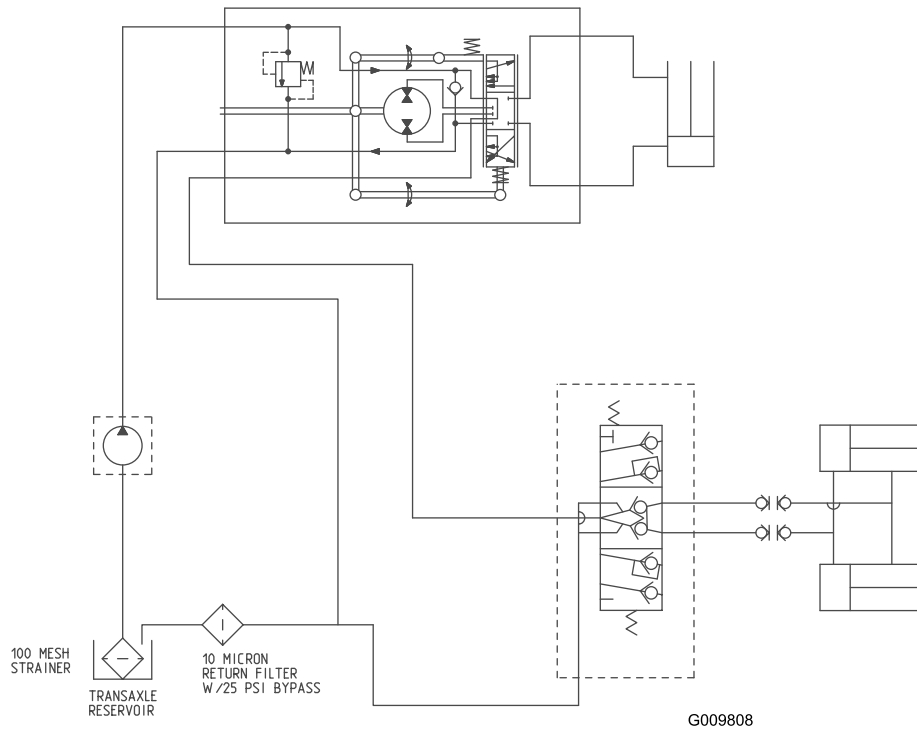 100 MESH
STRAINER
TRANSAXLE
RESERVOIR
10 MICRON
RETURN FILTER
W/25 PSI BYPASS
G009808